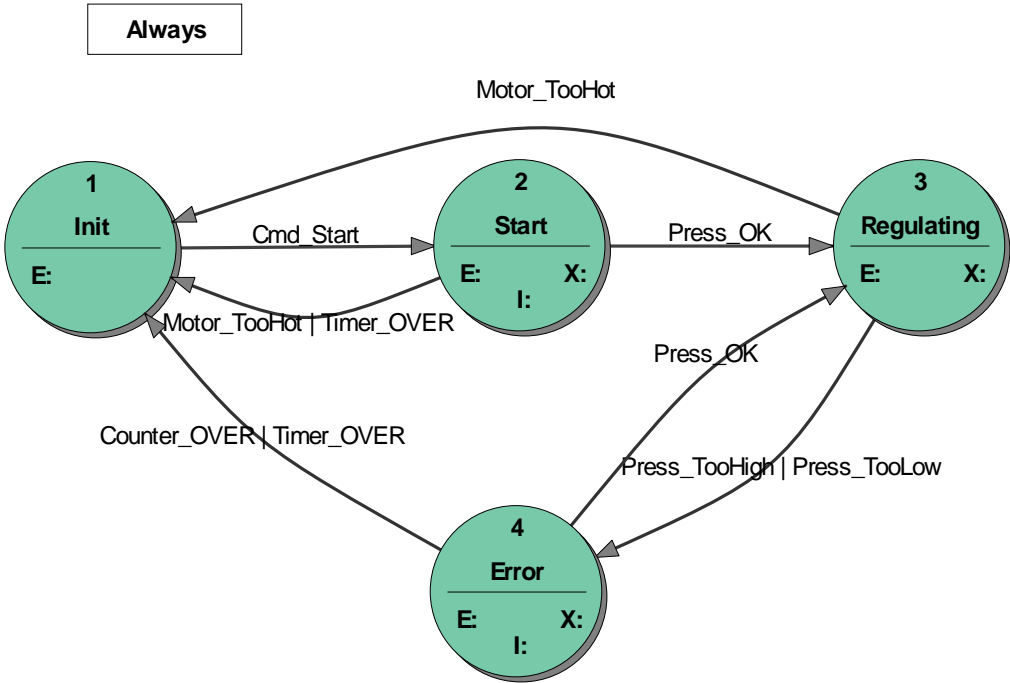 Always
Motor_TooHot
1
Init
E:
Cmd_Start
2
Start
E: X:
I:
Press_OK
3
Regulating
E: X:
Motor_TooHot | Timer_OVER
Press_OK
Counter_OVER | Timer_OVER
Press_TooHigh | Press_TooLow
4
Error
E: X:
I: